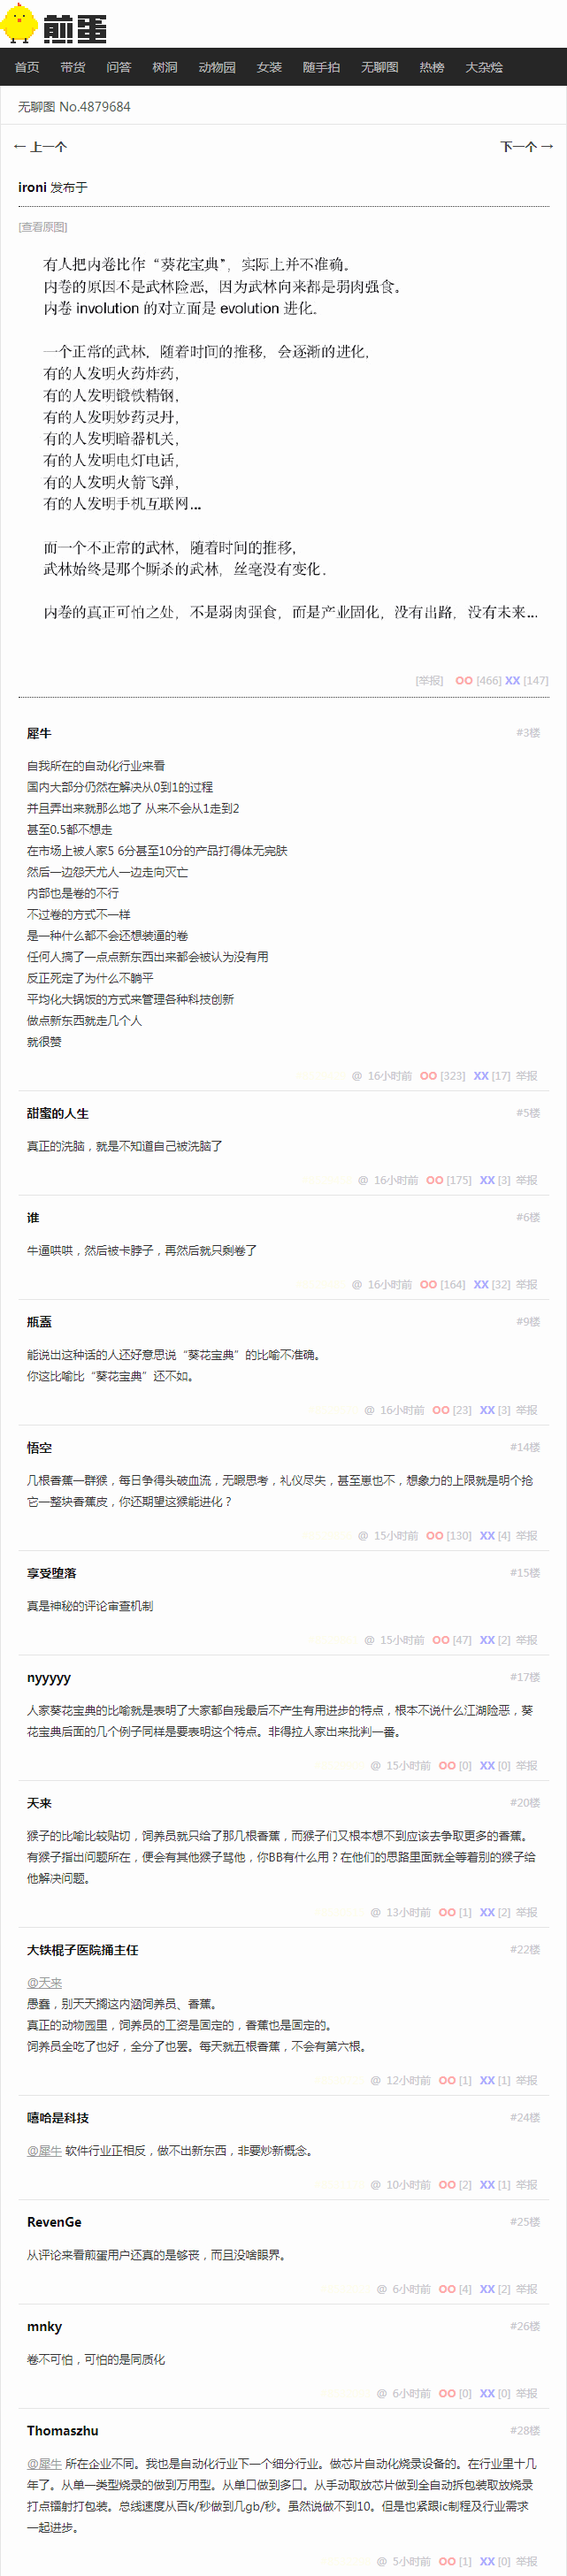 煎蛋
首页 带货 问答 树洞 动物园 女装 随手拍 无聊图 热榜 大杂烩
无聊图 No.4879684
← 上一个 下一个 →
ironi 发布于
[查看原图]
有人把内卷比作“葵花宝典”，实际上并不准确。
内卷的原因不是武林险恶，因为武林向来都是弱肉强食。
内卷 involution 的对立面是 evolution 进化。
一个正常的武林，随着时间的推移，会逐渐的进化，
有的人发明火药炸药，
有的人发明锻铁精钢，
有的人发明妙药灵丹，
有的人发明暗器机关，
有的人发明电灯电话，
有的人发明火箭飞弹，
有的人发明手机互联网...
而一个不正常的武林，随着时间的推移，
武林始终是那个厮杀的武林，丝毫没有变化。
内卷的真正可怕之处，不是弱肉强食，而是产业固化，没有出路，没有未来...
[举报] OO [466] XX [147]
犀牛 #3楼
自我所在的自动化行业来看
国内大部分仍然在解决从0到1的过程
并且弄出来就那么地了 从来不会从1走到2
甚至0.5都不想走
在市场上被人家5 6分甚至10分的产品打得体无完肤
然后一边怨天尤人一边走向灭亡
内部也是卷的不行
不过卷的方式不一样
是一种什么都不会还想装逼的卷
任何人搞了一点点新东西出来都会被认为没有用
反正死定了为什么不躺平
平均化大锅饭的方式来管理各种科技创新
做点新东西就走几个人
就很赞
@ 16小时前 OO [323] XX [17] 举报
甜蜜的人生 #5楼
真正的洗脑，就是不知道自己被洗脑了
@ 16小时前 OO [175] XX [3] 举报
谁 #6楼
牛逼哄哄，然后被卡脖子，再然后就只剩卷了
@ 16小时前 OO [164] XX [32] 举报
瓶盖 #9楼
能说出这种话的人还好意思说“葵花宝典”的比喻不准确。
你这比喻比“葵花宝典”还不如。
@ 16小时前 OO [23] XX [3] 举报
悟空 #14楼
几根香蕉一群猴，每日争得头破血流，无暇思考，礼仪尽失，甚至崽也不，想象力的上限就是明个抢
它一整块香蕉皮，你还期望这猴能进化？
@ 15小时前 OO [130] XX [4] 举报
享受堕落 #15楼
真是神秘的评论审查机制
@ 15小时前 OO [47] XX [2] 举报
nyyyyy #17楼
人家葵花宝典的比喻就是表明了大家都自残最后不产生有用进步的特点，根本不说什么江湖险恶，葵
花宝典后面的几个例子同样是要表明这个特点。非得拉人家出来批判一番。
@ 15小时前 OO [0] XX [0] 举报
天来 #20楼
猴子的比喻比较贴切，饲养员就只给了那几根香蕉，而猴子们又根本想不到应该去争取更多的香蕉。
有猴子指出问题所在，便会有其他猴子骂他，你BB有什么用？在他们的思路里面就全等着别的猴子给
他解决问题。
@ 13小时前 OO [1] XX [2] 举报
大铁棍子医院捅主任 #22楼
@天来
愚蠢，别天天搁这内涵饲养员、香蕉。
真正的动物园里，饲养员的工资是固定的，香蕉也是固定的。
饲养员全吃了也好，全分了也罢。每天就五根香蕉，不会有第六根。
@ 12小时前 OO [1] XX [1] 举报
嘻哈是科技 #24楼
@犀牛 软件行业正相反，做不出新东西，非要炒新概念。
@ 10小时前 OO [2] XX [1] 举报
RevenGe #25楼
从评论来看煎蛋用户还真的是够丧，而且没啥眼界。
@ 6小时前 OO [4] XX [2] 举报
mnky #26楼
卷不可怕，可怕的是同质化
@ 6小时前 OO [0] XX [0] 举报
Thomaszhu #28楼
@犀牛 所在企业不同。我也是自动化行业下一个细分行业。做芯片自动化烧录设备的。在行业里十几
年了。从单一类型烧录的做到万用型。从单口做到多口。从手动取放芯片做到全自动拆包装取放烧录
打点镭射打包装。总线速度从百k/秒做到几gb/秒。虽然说做不到10。但是也紧跟ic制程及行业需求
一起进步。
@ 5小时前 OO [1] XX [0] 举报